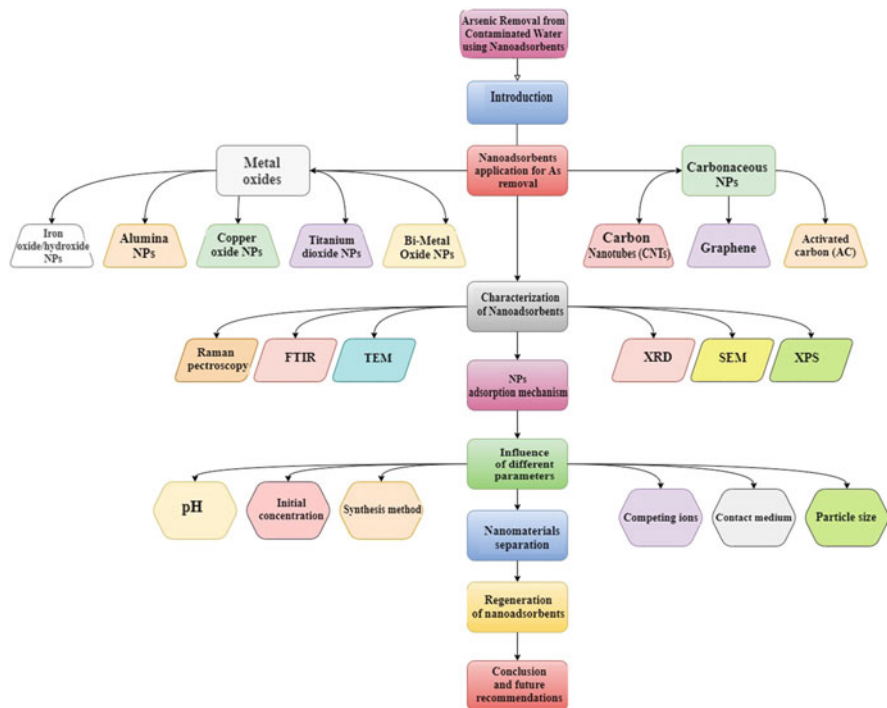 Arsenic Removal from
Contaminated Water
using Nanoadsorbents
Introduction
Metal
oxides
Nanoadsorbents
application for As
removal
Carbonaceous
NPs
Iron
oxide/hydroxide
NPs
Alumina
NPs
Copper
oxide NPs
Titanium
dioxide NPs
Bi-Metal
Oxide NPs
Carbon
Nanotubes (CNTs)
Graphene
Activated
carbon (AC)
Characterization
of Nanoadsorbents
Raman
pectroscopy
FTIR
TEM
XRD
SEM
XPS
NPs
adsorption mechanism
Influence
of different
parameters
pH
Initial
concentration
Synthesis method
Competing ions
Contact medium
Particle size
Nanomaterials
separation
Regeneration
of nanoadsorbents
Conclusion
and future
recommendations